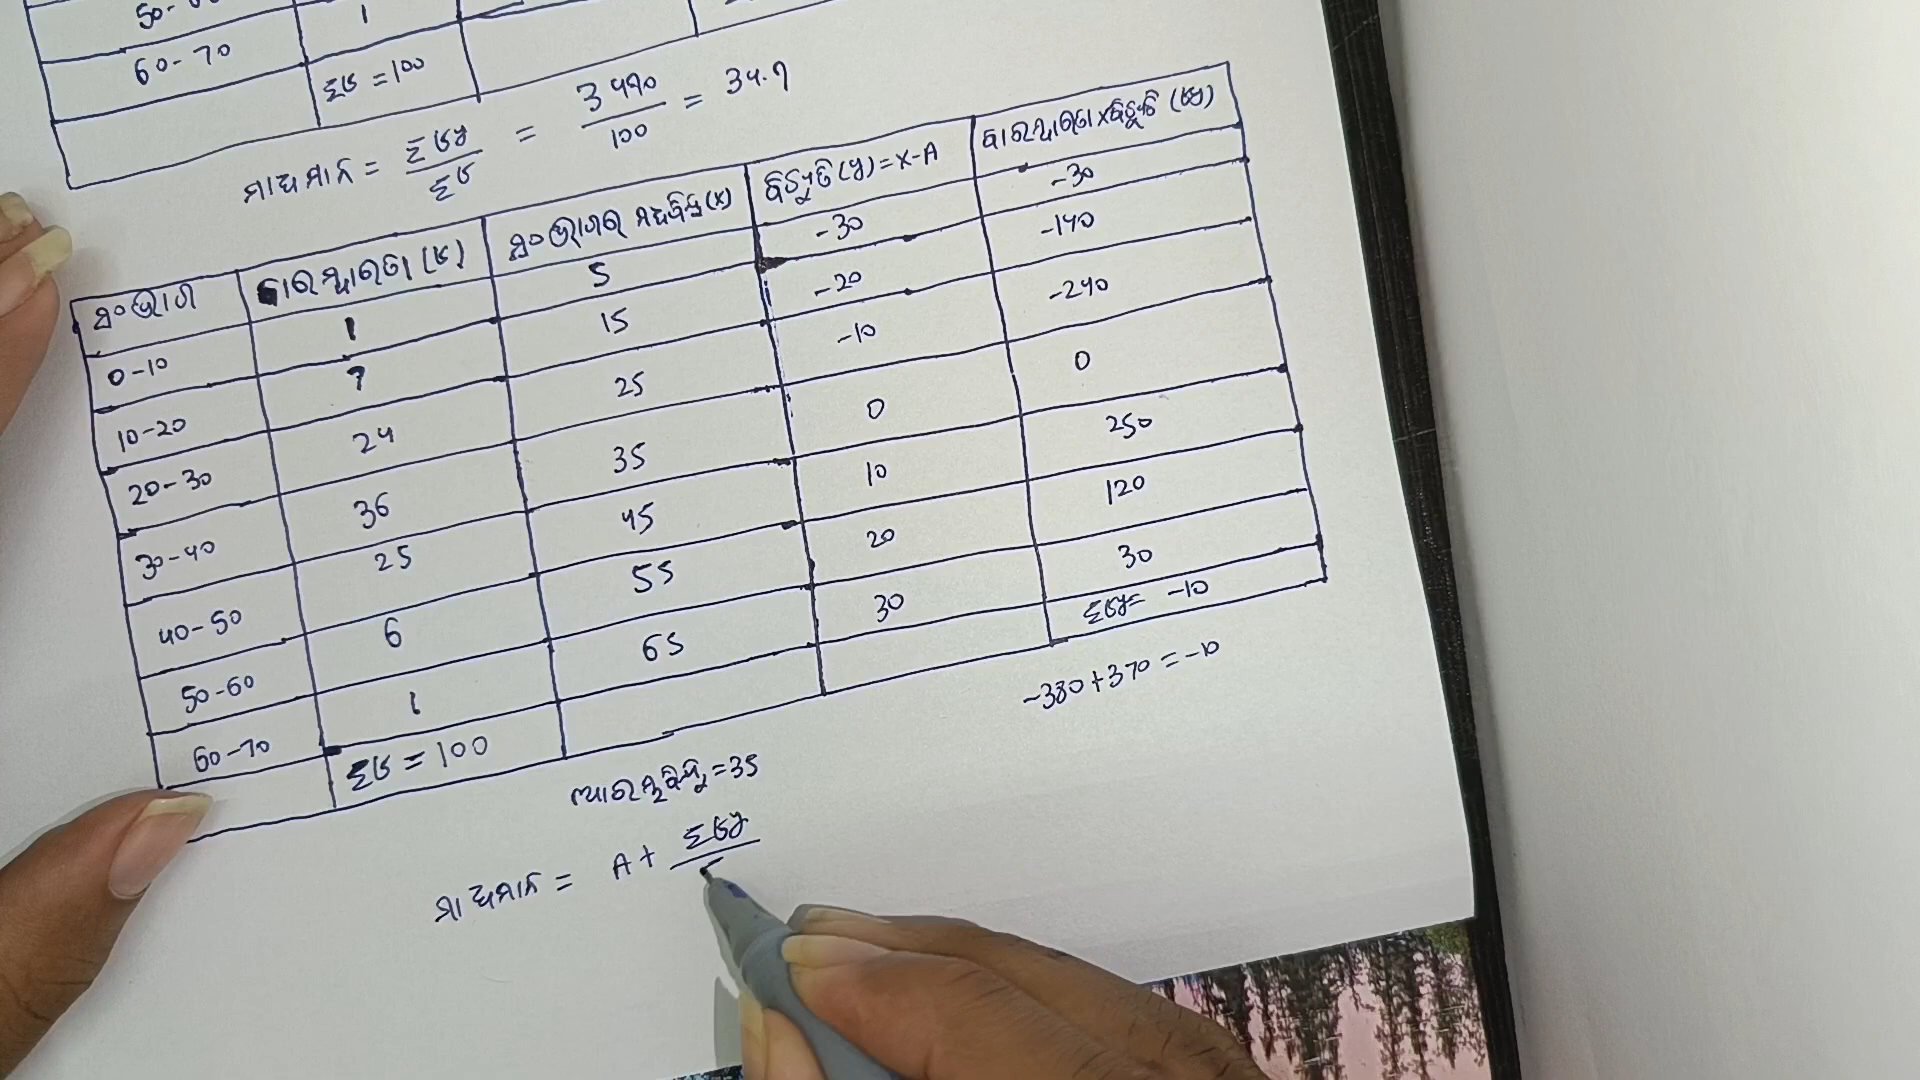 1
60-70
Σf = 100
ମାଧ୍ୟମାନ = Σfx/Σf = 3470/100 = 34.7
ସଂଭାଗ ବାରମ୍ବାରତା (f) ସଂଭାଗର ମଧ୍ୟବିନ୍ଦୁ (x) ବିଚ୍ୟୁତି (y) = x-A ବାରମ୍ବାରତା x ବିଚ୍ୟୁତି (fy)
0-10 1 5 -30 -30
10-20 7 15 -20 -140
20-30 24 25 -10 -240
30-40 36 35 0 0
40-50 25 45 10 250
50-60 6 55 20 120
60-70 1 65 30 30
Σf = 100 Σfy = -10
-380+370 = -10
ଆରମ୍ଭବିନ୍ଦୁ = 35
ମାଧ୍ୟମାନ = A + Σfy